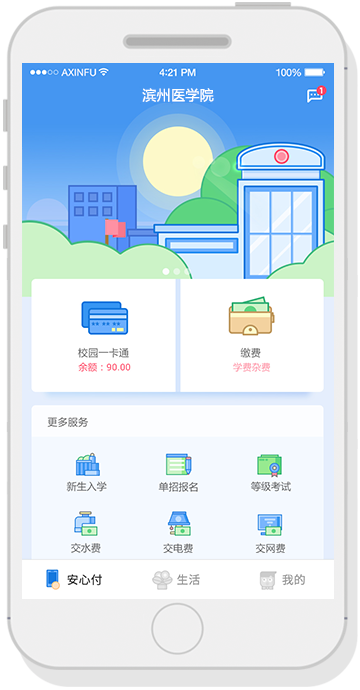 AXINFU 4:21 PM 100%
滨州医学院
1
校园一卡通 缴费
余额：90.00 学费杂费
更多服务
新生入学 单招报名 等级考试
交水费 交电费 交网费
安心付 生活 我的